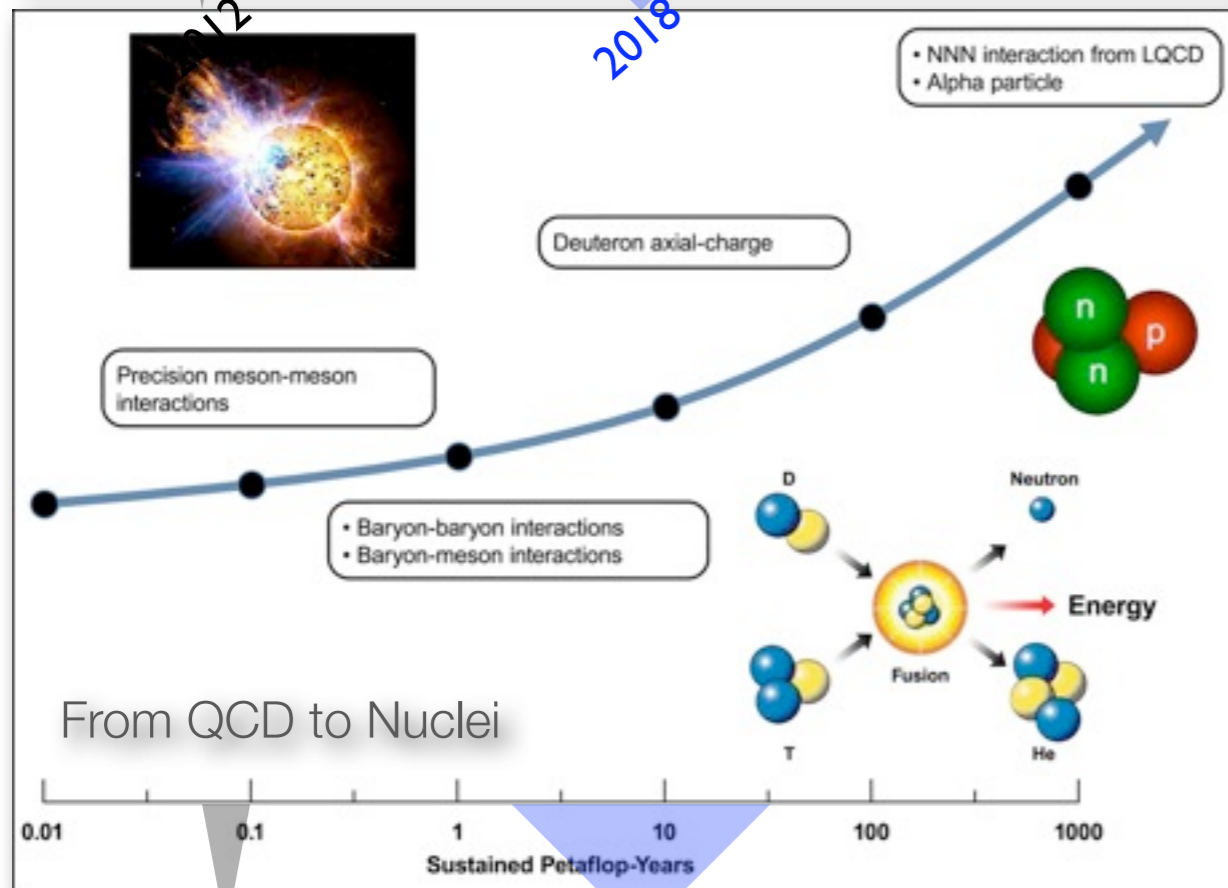 2018
• NNN interaction from LQCD
• Alpha particle
Deuteron axial-charge
Precision meson-meson
interactions
• Baryon-baryon interactions
• Baryon-meson interactions
n
p
n
D
Neutron
Energy
Fusion
T
He
From QCD to Nuclei
0.01
0.1
1
10
100
1000
Sustained Petaflop-Years